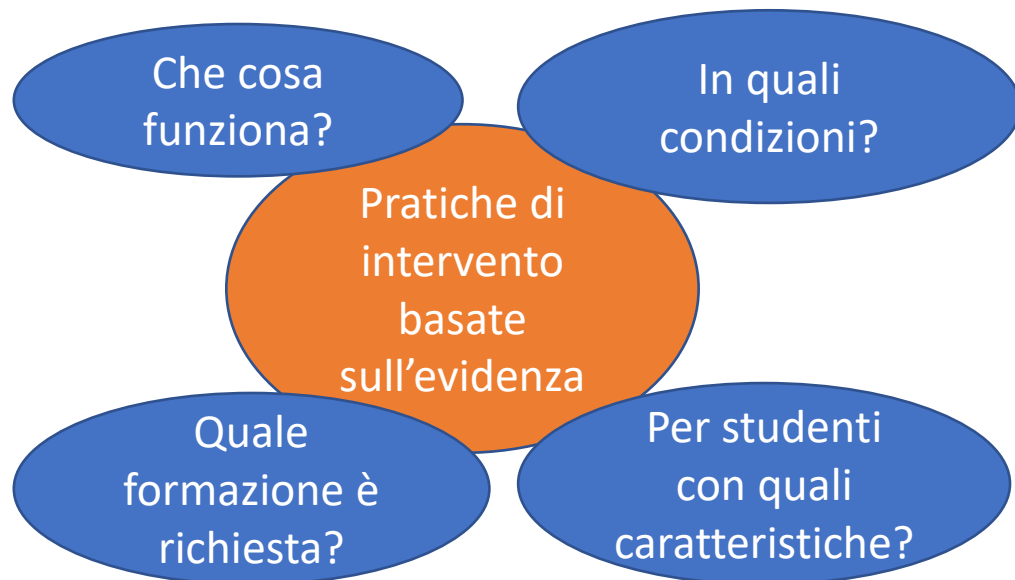 Che cosa
funziona?
In quali
condizioni?
Pratiche di
intervento
basate
sull’evidenza
Quale
formazione è
richiesta?
Per studenti
con quali
caratteristiche?